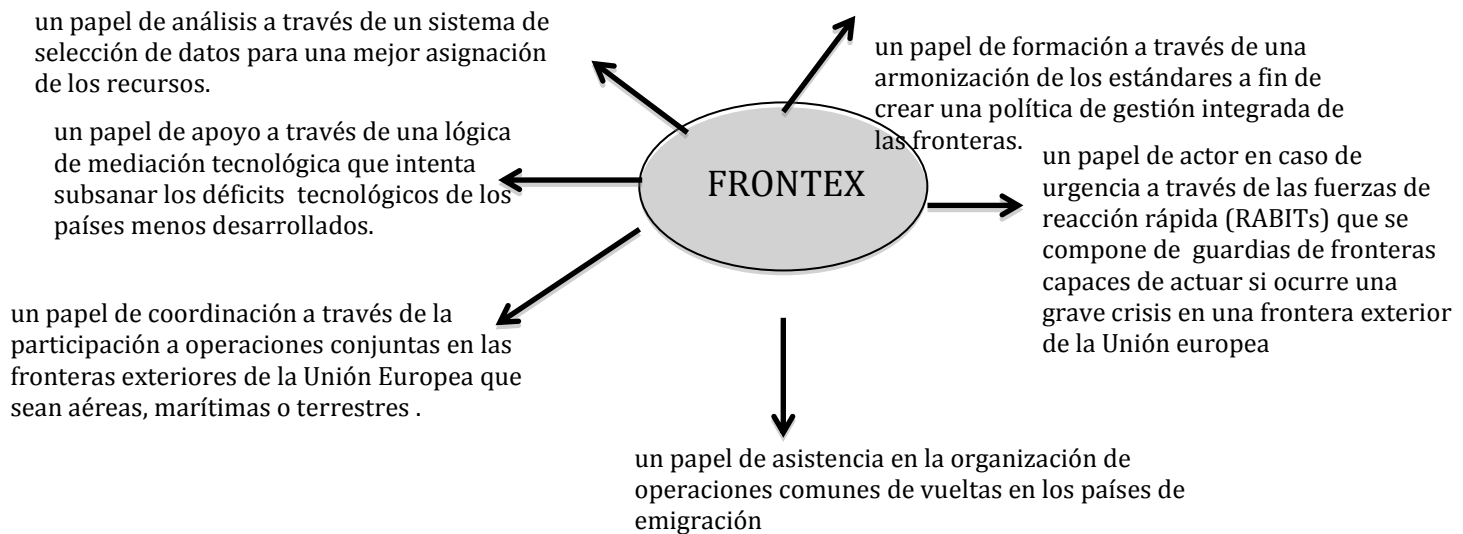 un papel de análisis a través de un sistema de
selección de datos para una mejor asignación
de los recursos.
un papel de formación a través de una
armonización de los estándares a fin de
crear una política de gestión integrada de
las fronteras.
un papel de apoyo a través de una lógica
de mediación tecnológica que intenta
subsanar los déficits tecnológicos de los
países menos desarrollados.
FRONTEX
un papel de actor en caso de
urgencia a través de las fuerzas de
reacción rápida (RABITs) que se
compone de guardias de fronteras
capaces de actuar si ocurre una
grave crisis en una frontera exterior
de la Unión europea
un papel de coordinación a través de la
participación a operaciones conjuntas en las
fronteras exteriores de la Unión Europea que
sean aéreas, marítimas o terrestres .
un papel de asistencia en la organización de
operaciones comunes de vueltas en los países de
emigración